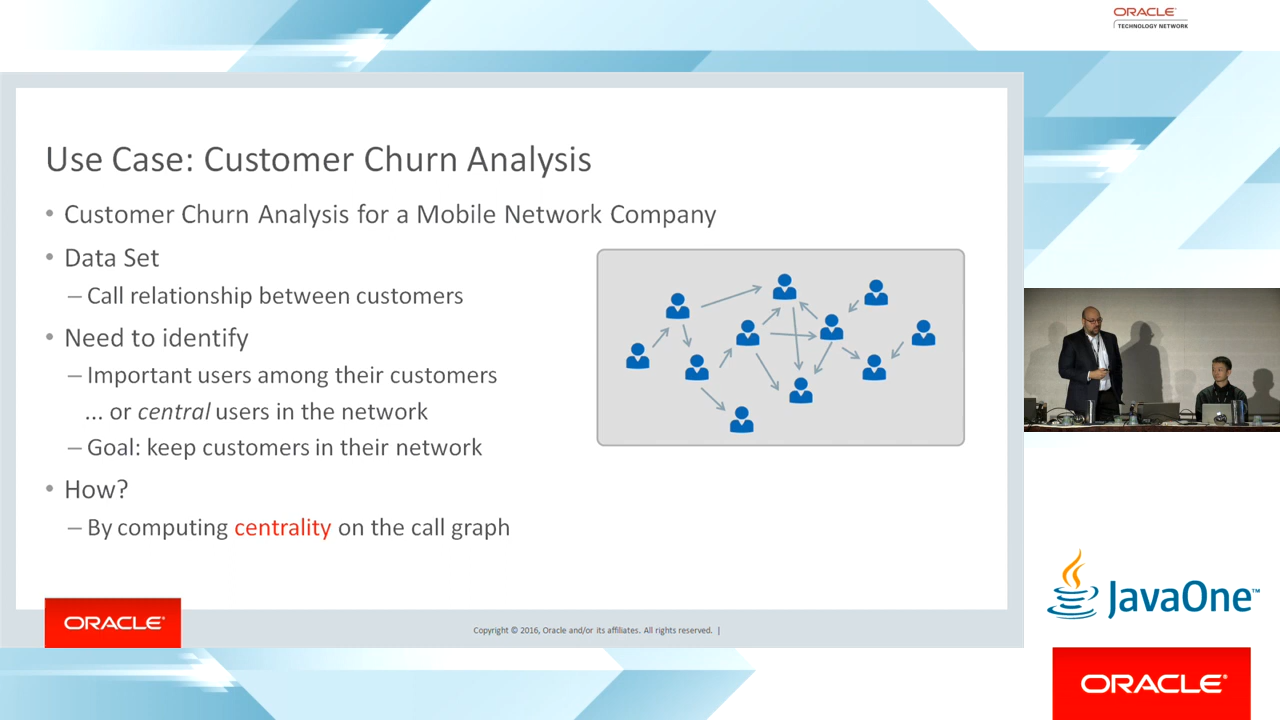 ORACLE®
TECHNOLOGY NETWORK
Use Case: Customer Churn Analysis
• Customer Churn Analysis for a Mobile Network Company
• Data Set
– Call relationship between customers
• Need to identify
– Important users among their customers
... or central users in the network
– Goal: keep customers in their network
• How?
– By computing centrality on the call graph
ORACLE®
Copyright © 2016, Oracle and/or its affiliates. All rights reserved. |
JavaOne™
ORACLE®